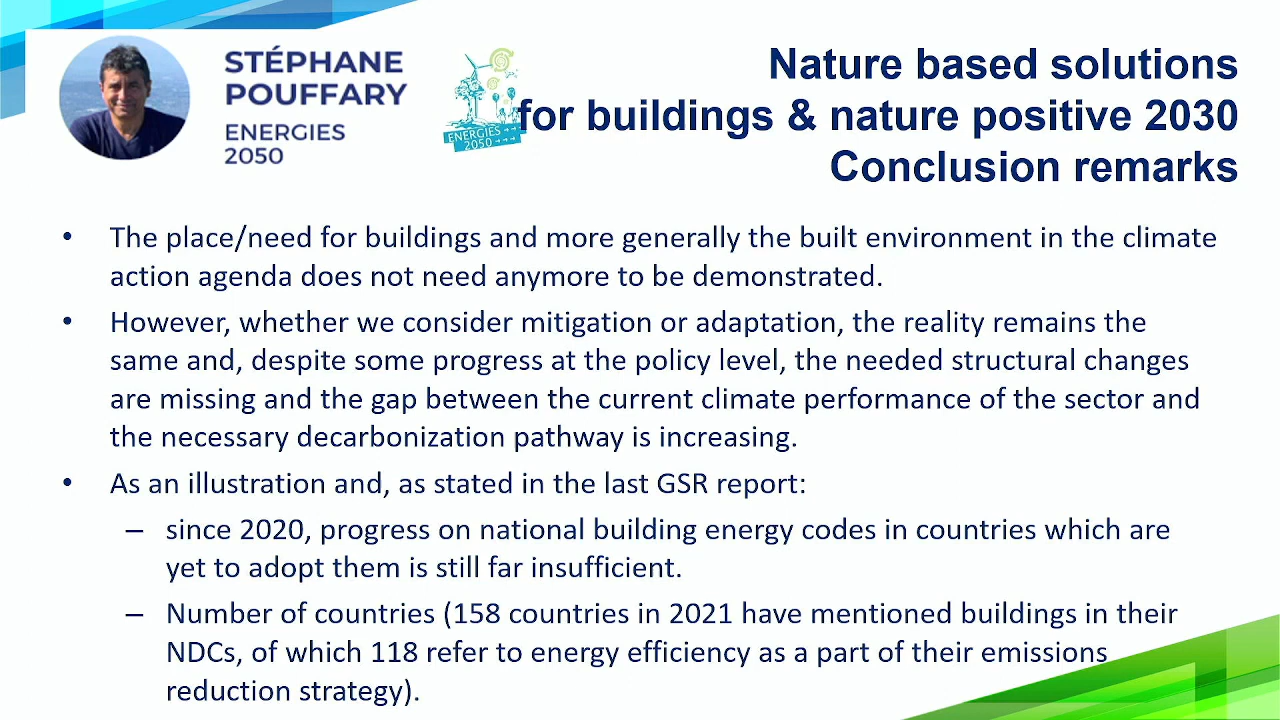 STÉPHANE
POUFFARY
ENERGIES
2050
ENERGIES
2050
Nature based solutions
for buildings & nature positive 2030
Conclusion remarks
• The place/need for buildings and more generally the built environment in the climate
action agenda does not need anymore to be demonstrated.
• However, whether we consider mitigation or adaptation, the reality remains the
same and, despite some progress at the policy level, the needed structural changes
are missing and the gap between the current climate performance of the sector and
the necessary decarbonization pathway is increasing.
• As an illustration and, as stated in the last GSR report:
– since 2020, progress on national building energy codes in countries which are
yet to adopt them is still far insufficient.
– Number of countries (158 countries in 2021 have mentioned buildings in their
NDCs, of which 118 refer to energy efficiency as a part of their emissions
reduction strategy).